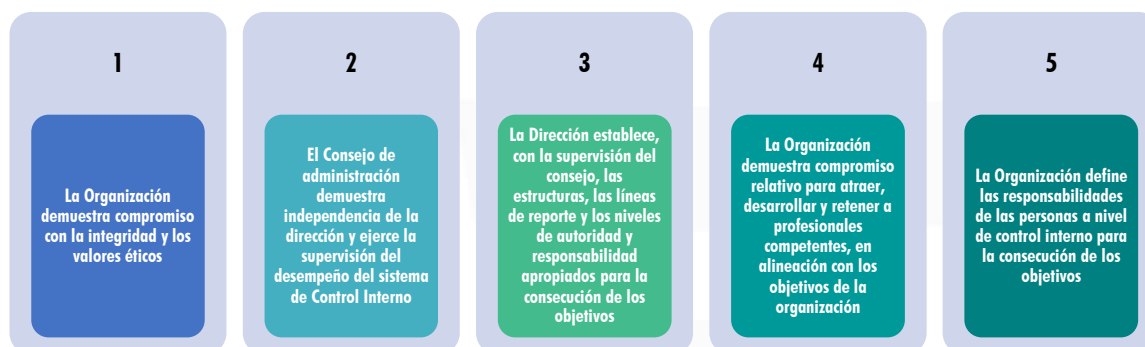 1
La Organización
demuestra compromiso
con la integridad y los
valores éticos
2
El Consejo de
administración
demuestra
independencia de la
dirección y ejerce la
supervisión del
desempeño del sistema
de Control Interno
3
La Dirección establece,
con la supervisión del
consejo, las
estructuras, las líneas
de reporte y los niveles
de autoridad y
responsabilidad
apropiados para la
consecución de los
objetivos
4
La Organización
demuestra compromiso
relativo para atraer,
desarrollar y retener a
profesionales
competentes, en
alineación con los
objetivos de la
organización
5
La Organización define
las responsabilidades
de las personas a nivel
de control interno para
la consecución de los
objetivos